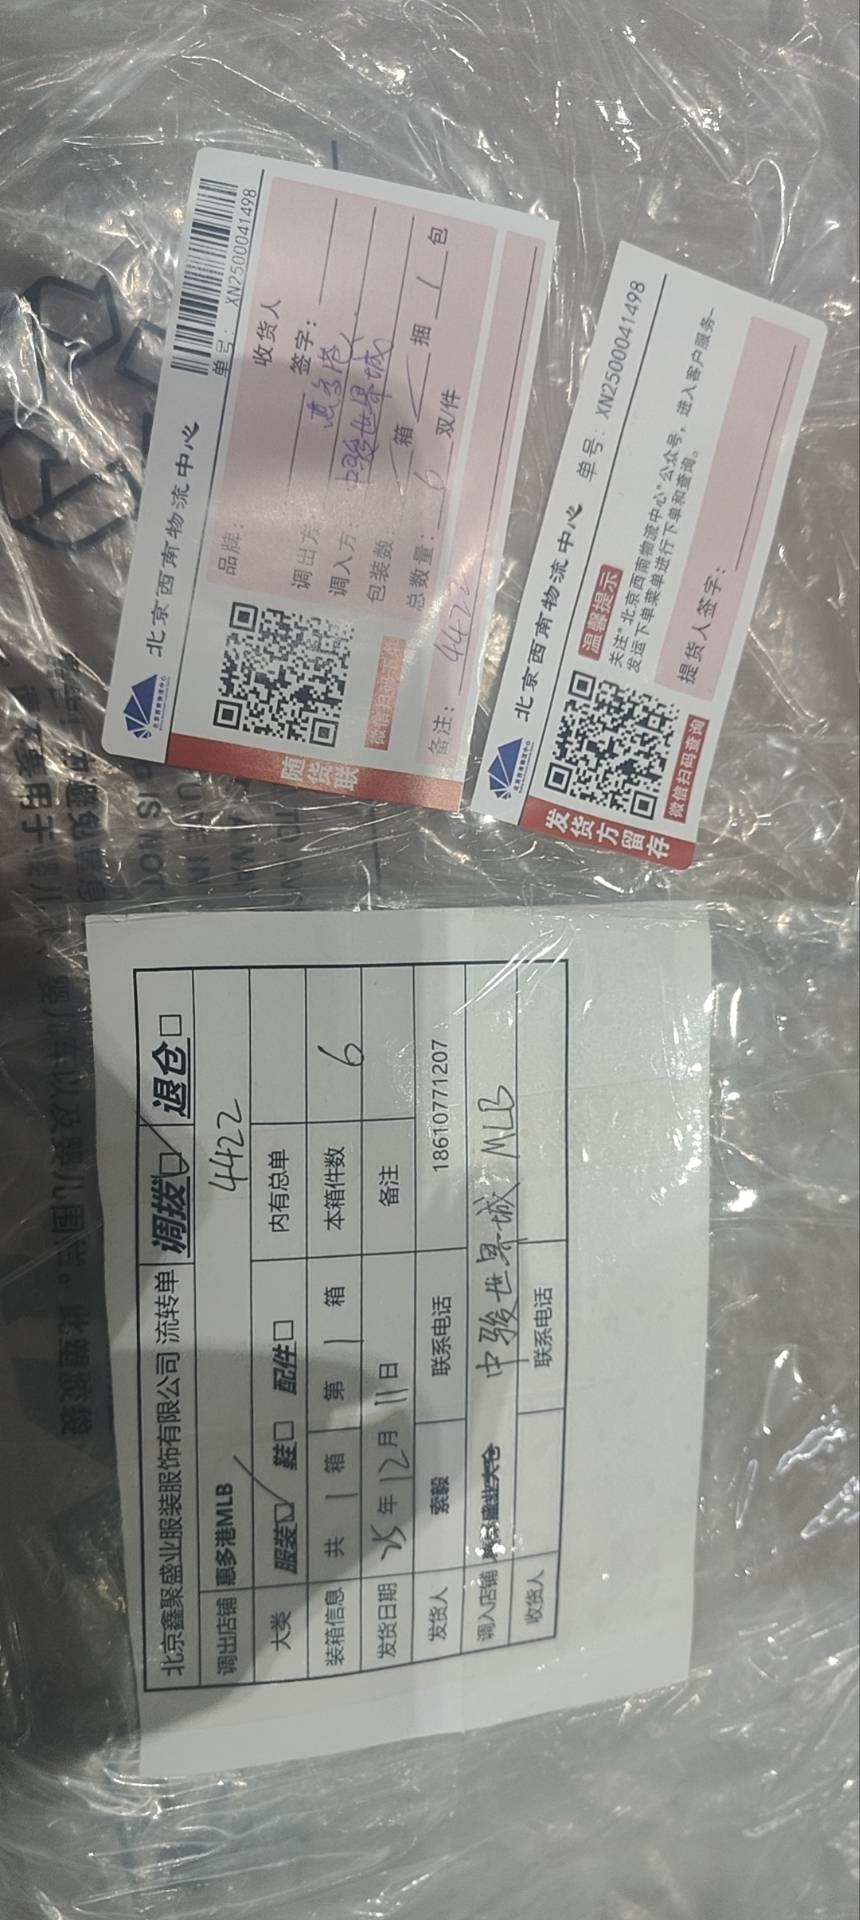 北京西南物流中心
单号: XN2500041498
品牌:
收货人
签字:
调出方 惠多港
调入方: 中骏世界城
包装数 箱 捆 1 包
总数量: 6 双/件
微信扫码下单
备注: 4422
随货联
北京西南物流中心 单号: XN2500041498
温馨提示
关注"北京西南物流中心"公众号,进入客户服务-
发运下单菜单进行下单和查询。
提货人签字:
微信扫码查询
发货方留存
北京鑫聚盛业服装服饰有限公司 流转单 调拨☑ 退仓□
调出店铺 惠多港MLB 4422
大类 服装☑ 鞋□ 配件□ 内有总单
装箱信息 共 1 箱 第 1 箱 本箱件数 6
发货日期 25年12月11日 备注
发货人 索毅 联系电话 18610771207
调入店铺 中骏世界城 MLB
收货人 联系电话